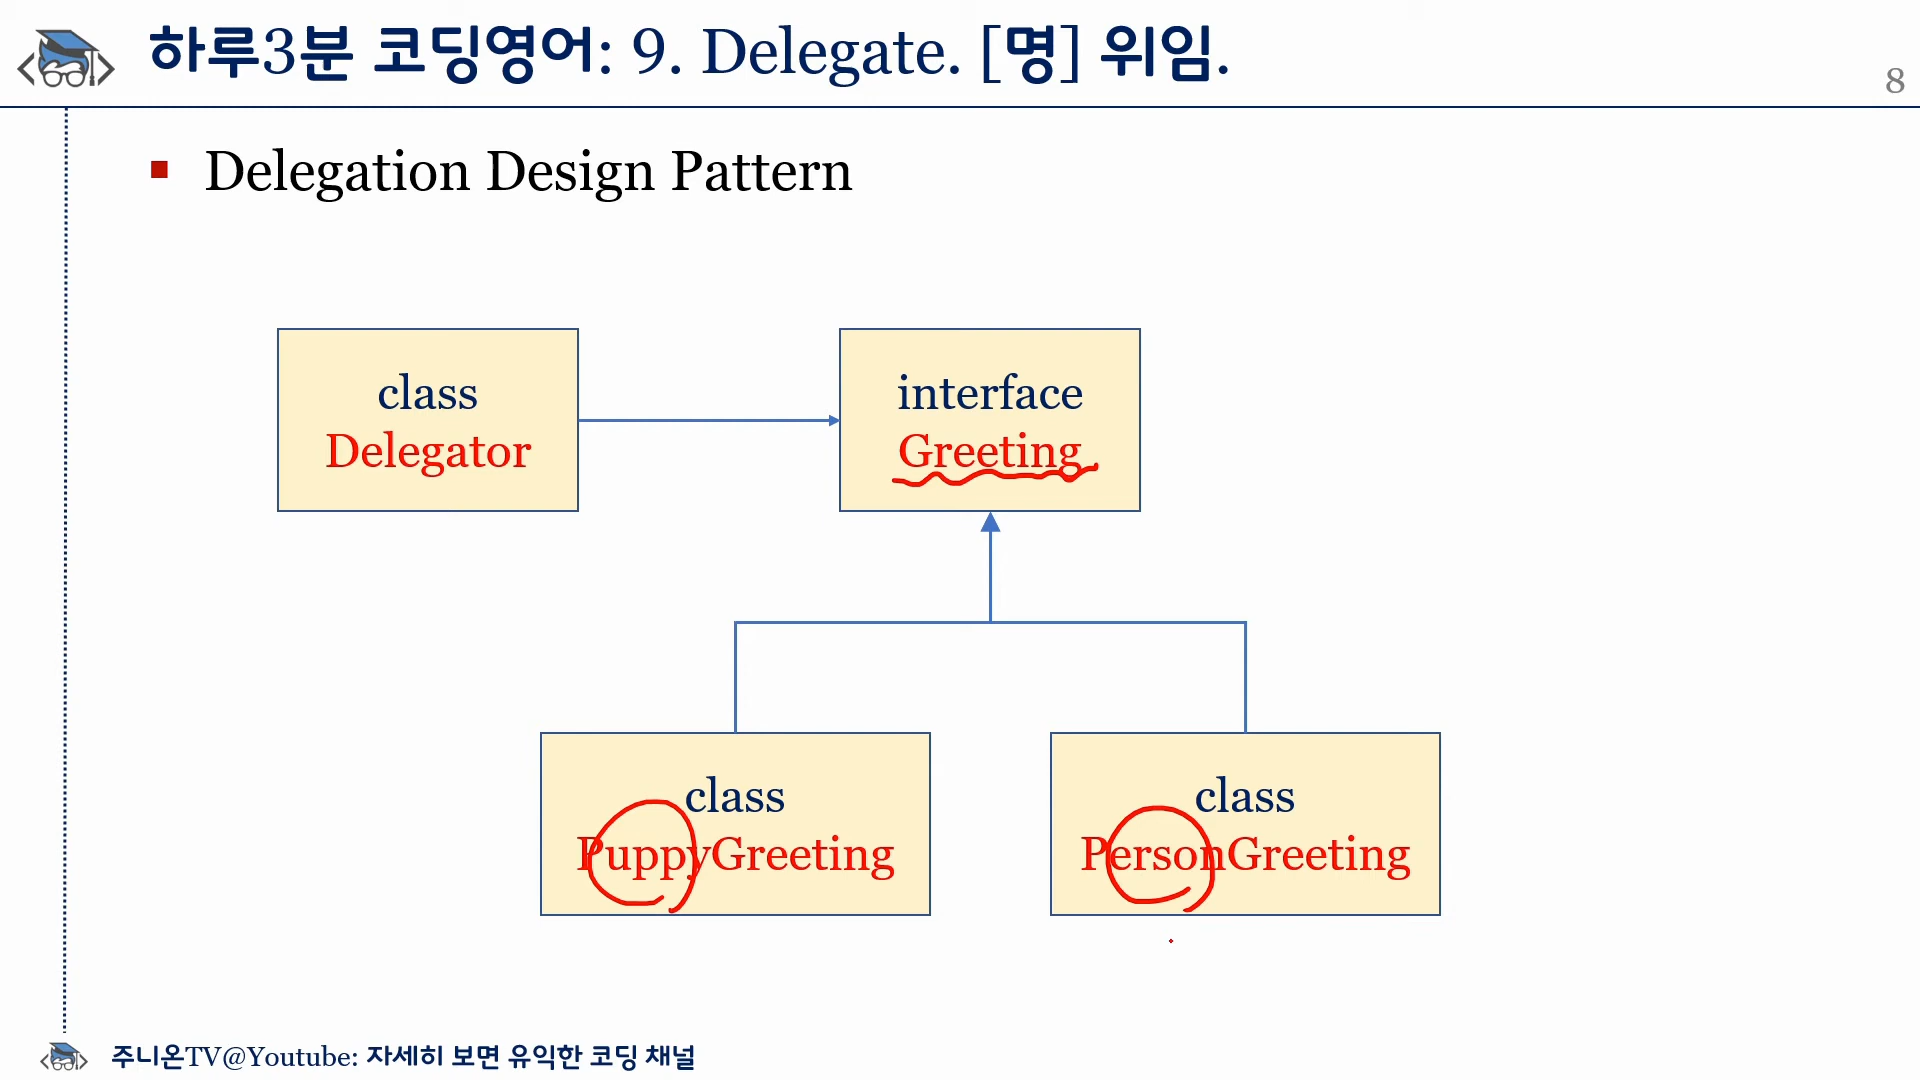 하루3분 코딩영어: 9. Delegate. [명] 위임.
8
Delegation Design Pattern
class
Delegator
interface
Greeting
class
PuppyGreeting
class
PersonGreeting
주니온TV@Youtube: 자세히 보면 유익한 코딩 채널